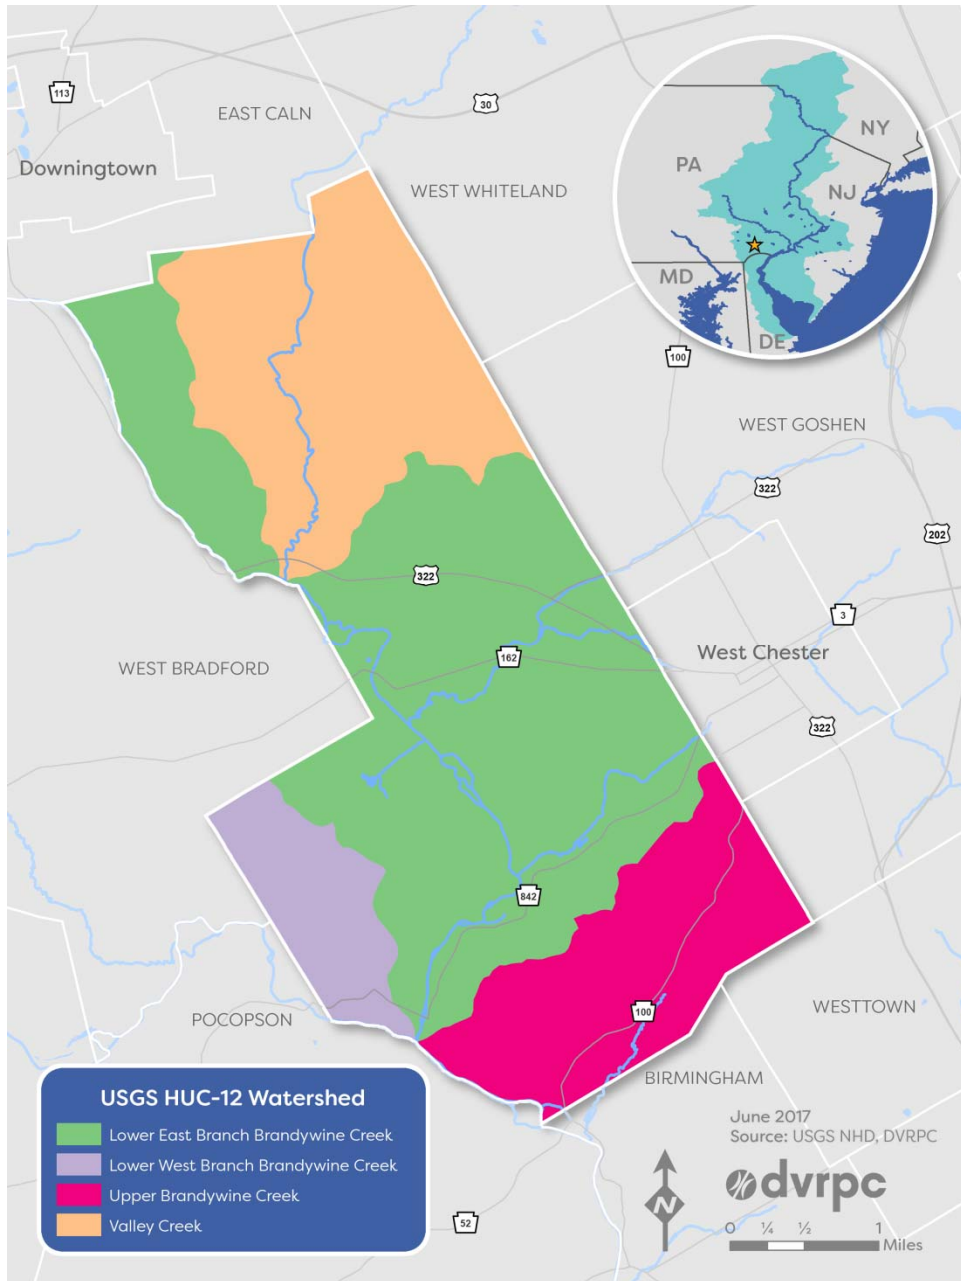 113
EAST CALN
30
Downingtown
WEST WHITELAND
NY
PA
NJ
MD
DE
100
WEST GOSHEN
322
202
322
3
WEST BRADFORD
162
West Chester
322
842
POCOPSON
100
WESTTOWN
BIRMINGHAM
USGS HUC-12 Watershed
Lower East Branch Brandywine Creek
Lower West Branch Brandywine Creek
Upper Brandywine Creek
Valley Creek
52
June 2017
Source: USGS NHD, DVRPC
N
dvrpc
0 ¼ ½ 1
Miles